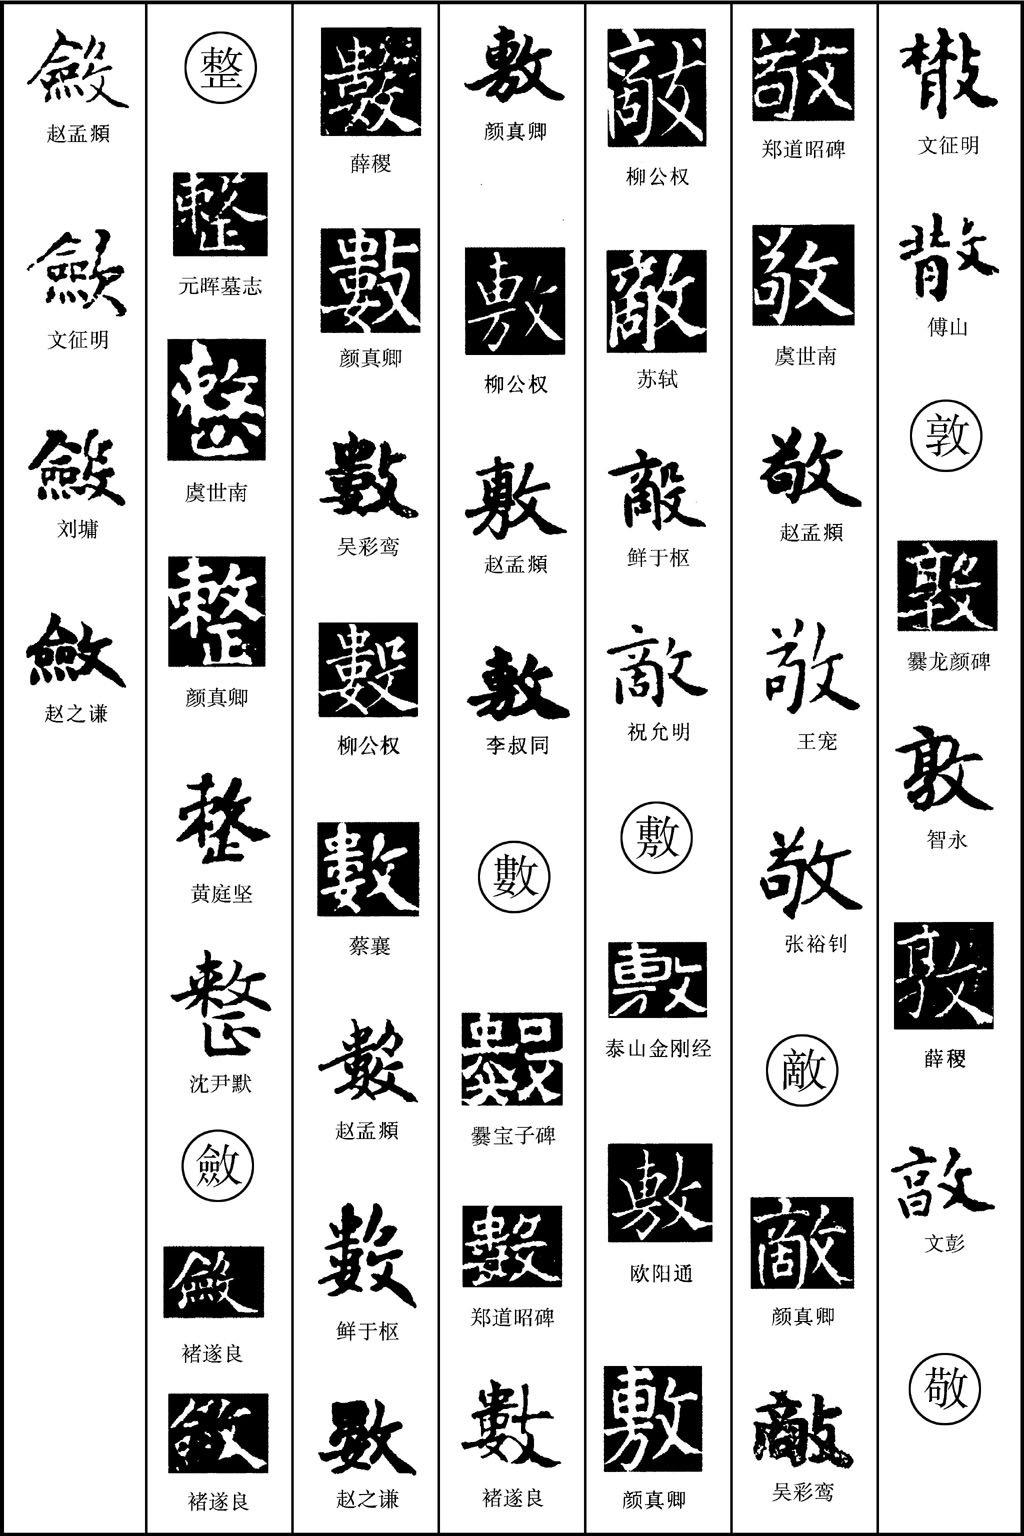 散
文征明
散
傅山
敦
敦
爨龙颜碑
敦
智永
敦
薛稷
敦
文彭
敬
敬
郑道昭碑
敬
虞世南
敬
赵孟頫
敬
王宠
敬
张裕钊
敵
敵
颜真卿
敵
吴彩鸾
敵
柳公权
敵
苏轼
敵
鲜于枢
敵
祝允明
敷
敷
泰山金刚经
敷
欧阳通
敷
颜真卿
敷
颜真卿
敷
柳公权
敷
赵孟頫
敷
李叔同
數
數
爨宝子碑
數
郑道昭碑
數
褚遂良
數
薛稷
數
颜真卿
數
吴彩鸾
數
柳公权
數
蔡襄
數
赵孟頫
數
鲜于枢
數
赵之谦
整
整
元晖墓志
整
虞世南
整
颜真卿
整
黄庭坚
整
沈尹默
斂
斂
褚遂良
斂
褚遂良
斂
赵孟頫
斂
文征明
斂
刘墉
斂
赵之谦